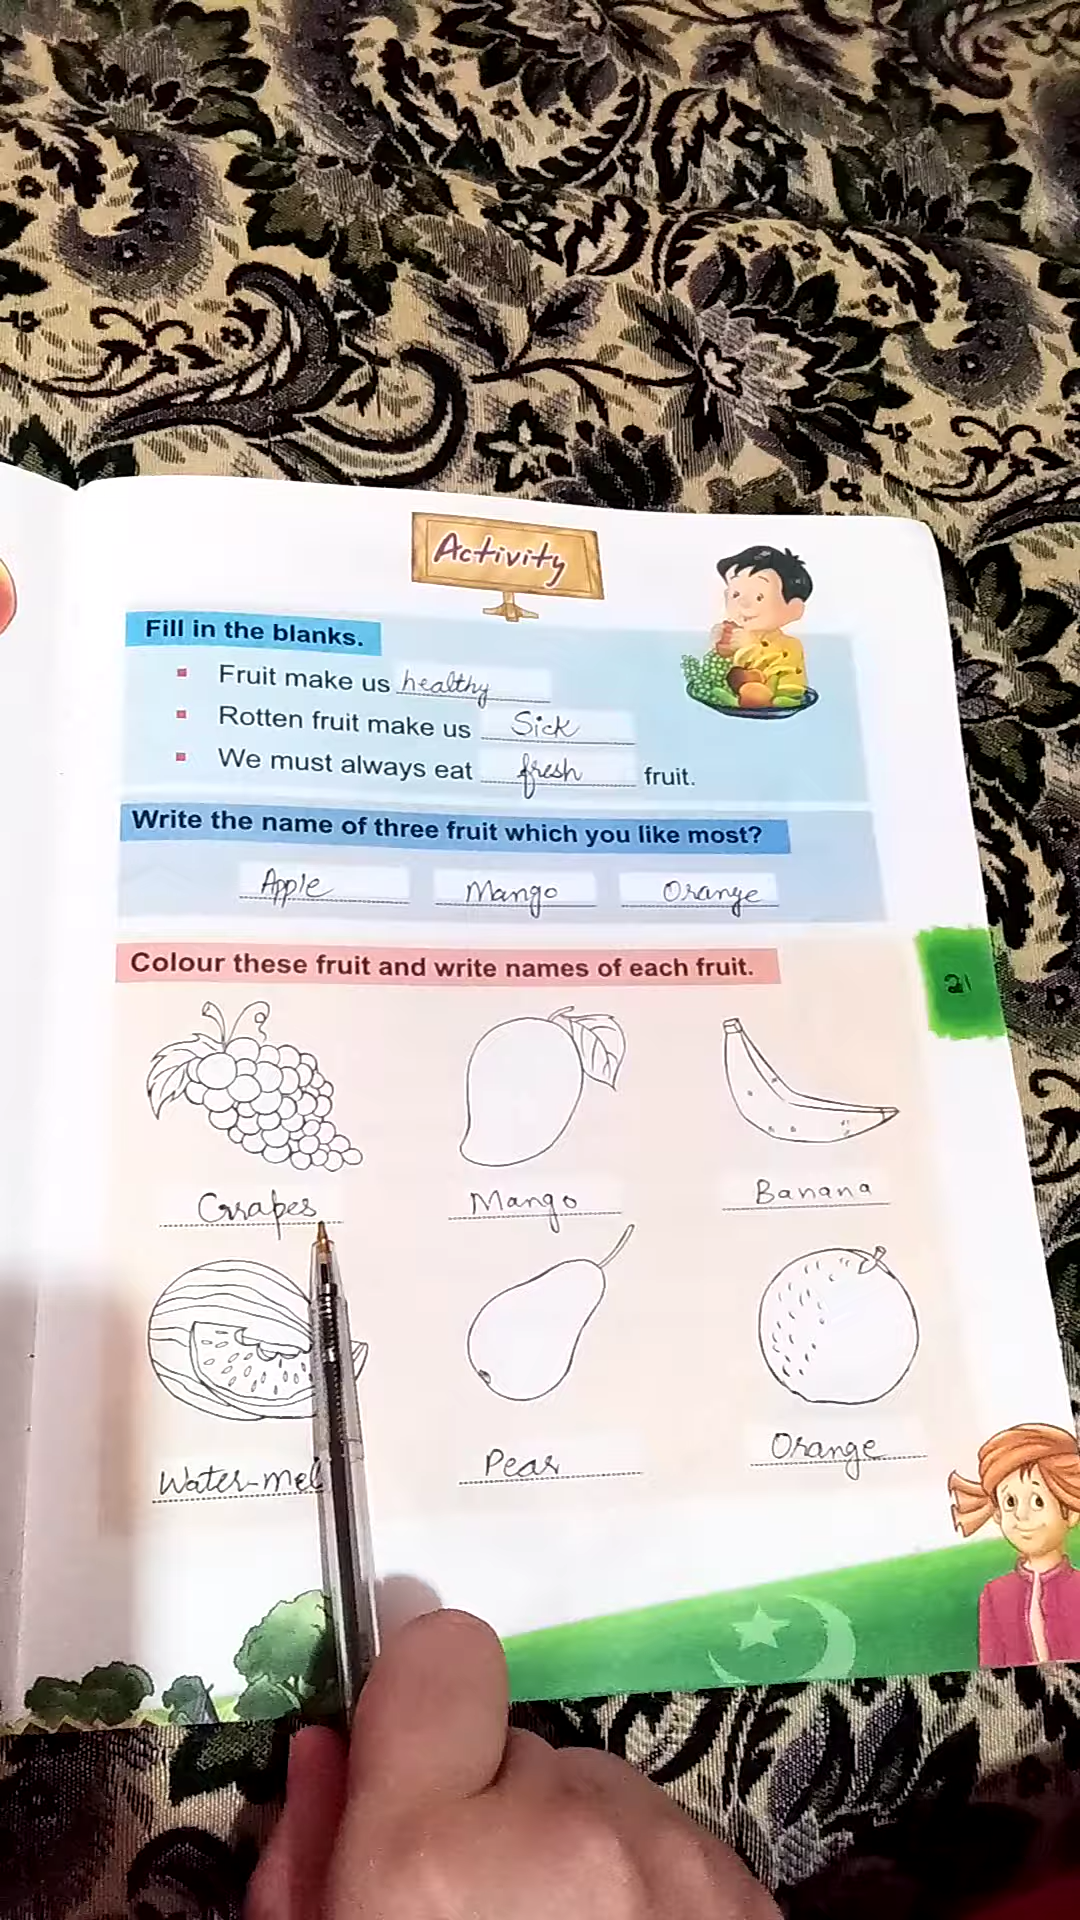 Activity
Fill in the blanks.
Fruit make us healthy
Rotten fruit make us Sick
We must always eat fresh fruit.
Write the name of three fruit which you like most?
Apple Mango Orange
Colour these fruit and write names of each fruit.
21
Grapes Mango Banana
Water-mel Pear Orange